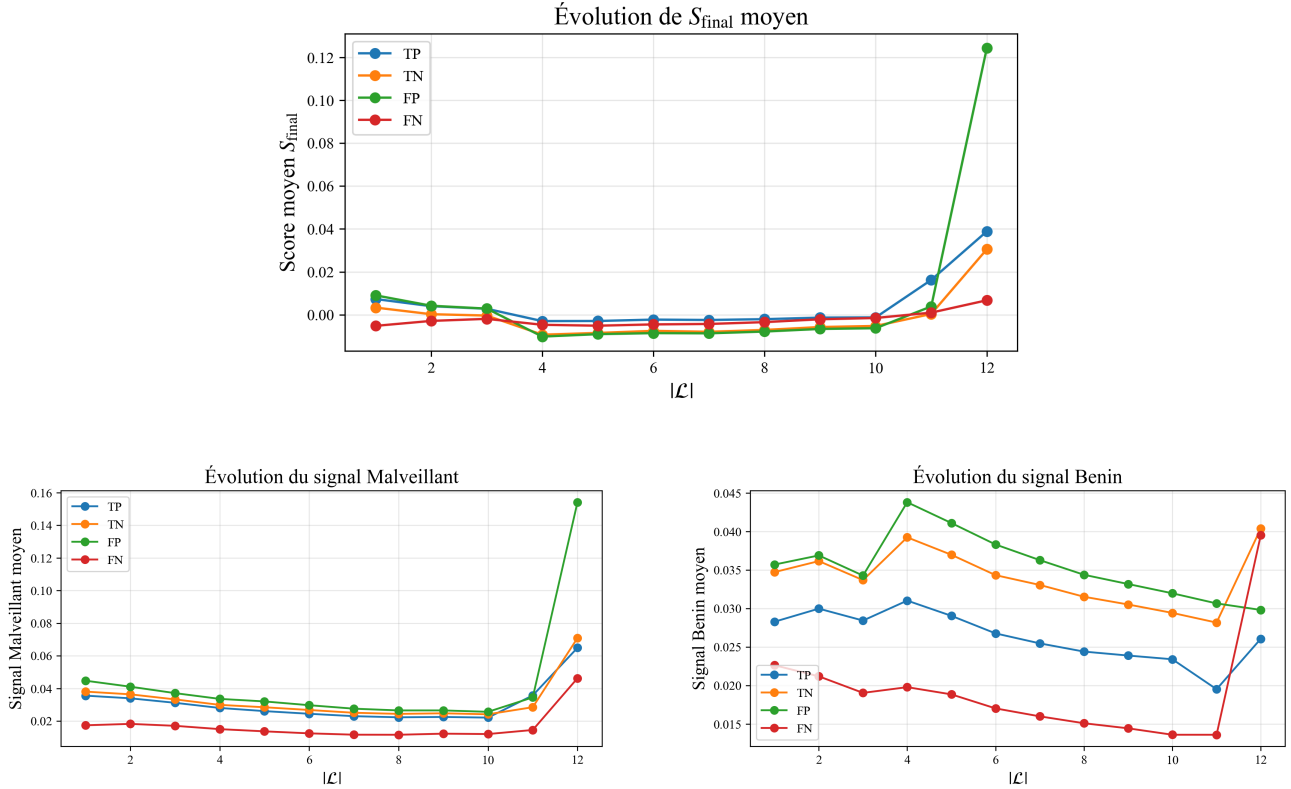 Évolution de S_final moyen
Score moyen S_final
0.12
0.10
0.08
0.06
0.04
0.02
0.00
TP
TN
FP
FN
2 4 6 8 10 12
|ℒ|
Évolution du signal Malveillant
Signal Malveillant moyen
0.16
0.14
0.12
0.10
0.08
0.06
0.04
0.02
TP
TN
FP
FN
2 4 6 8 10 12
|ℒ|
Évolution du signal Benin
Signal Benin moyen
0.045
0.040
0.035
0.030
0.025
0.020
0.015
TP
TN
FP
FN
2 4 6 8 10 12
|ℒ|